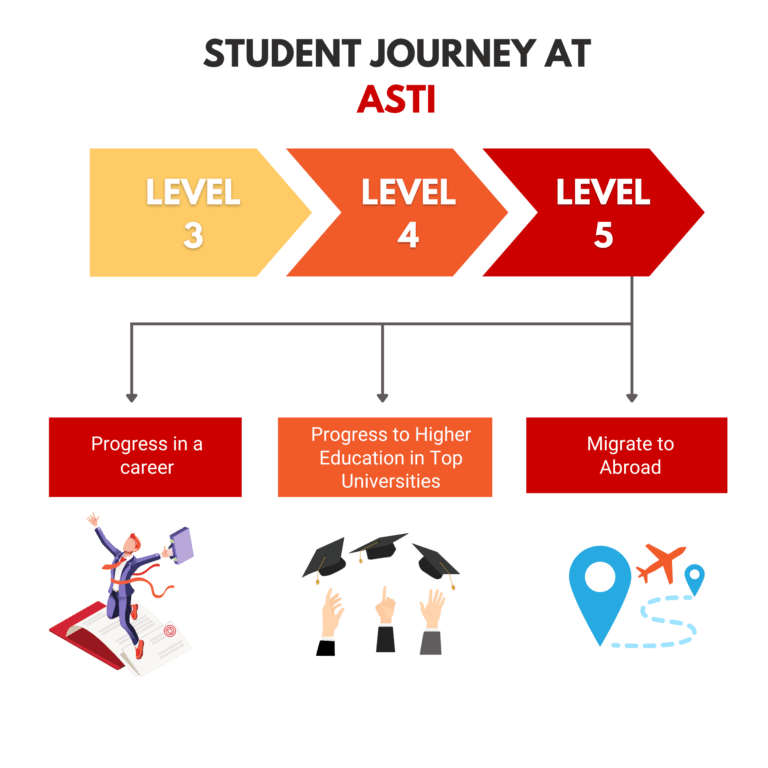 STUDENT JOURNEY AT
ASTI
LEVEL
3
LEVEL
4
LEVEL
5
Progress in a
career
Progress to Higher
Education in Top
Universities
Migrate to
Abroad